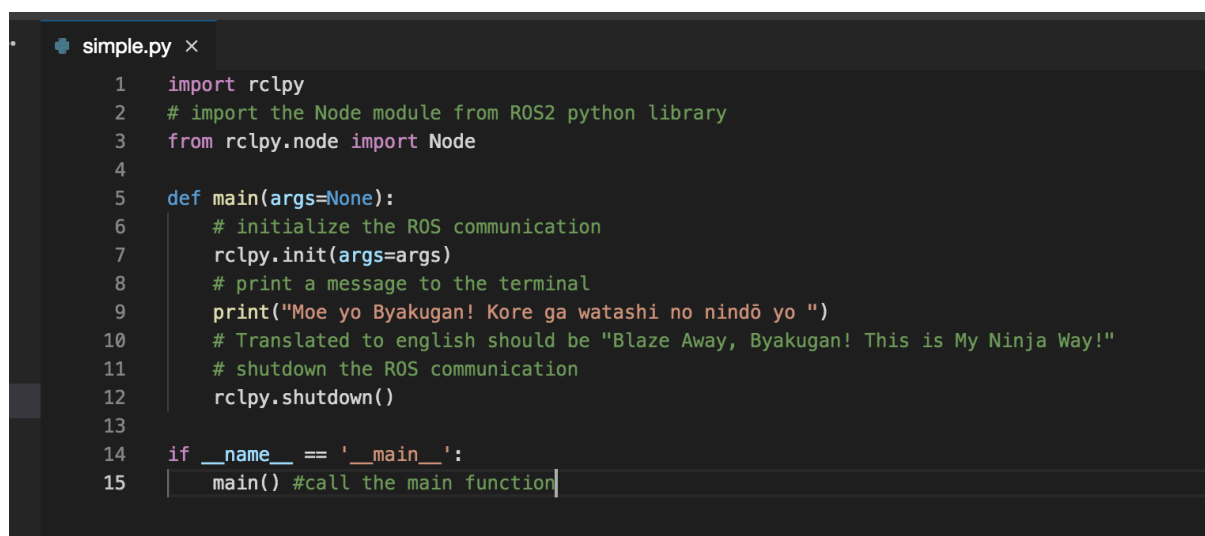 simple.py ×
1 import rclpy
2 # import the Node module from ROS2 python library
3 from rclpy.node import Node
4
5 def main(args=None):
6 # initialize the ROS communication
7 rclpy.init(args=args)
8 # print a message to the terminal
9 print("Moe yo Byakugan! Kore ga watashi no nindō yo ")
10 # Translated to english should be "Blaze Away, Byakugan! This is My Ninja Way!"
11 # shutdown the ROS communication
12 rclpy.shutdown()
13
14 if __name__ == '__main__':
15 main() #call the main function